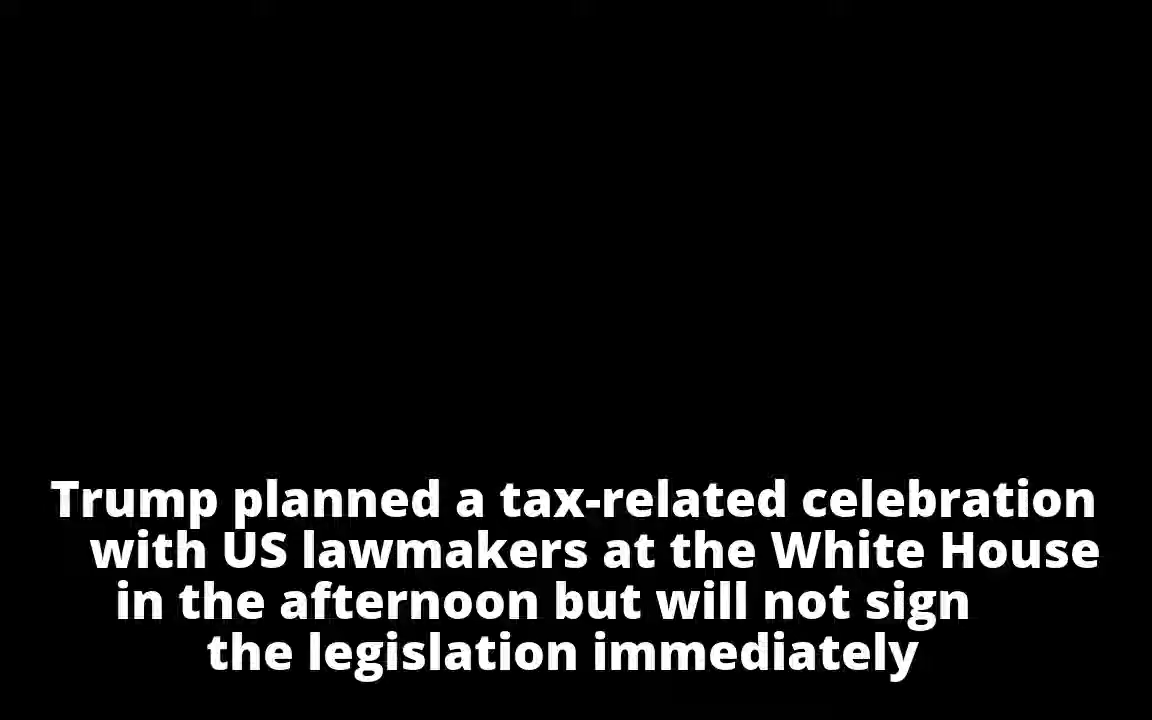 Trump planned a tax-related celebration
with US lawmakers at the White House
in the afternoon but will not sign
the legislation immediately